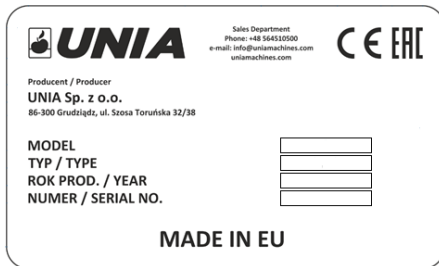 UNIA
Sales Department
Phone: +48 564510500
e-mail: info@uniamachines.com
uniamachines.com
CE EAC
Producent / Producer
UNIA Sp. z o.o.
86-300 Grudziądz, ul. Szosa Toruńska 32/38
MODEL
TYP / TYPE
ROK PROD. / YEAR
NUMER / SERIAL NO.
MADE IN EU